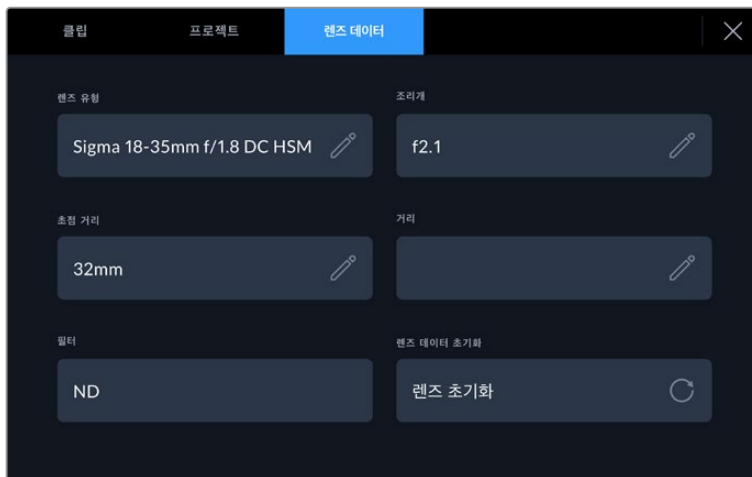 클립 프로젝트 렌즈 데이터
렌즈 유형 조리개
Sigma 18-35mm f/1.8 DC HSM f2.1
초점 거리 거리
32mm
필터 렌즈 데이터 초기화
ND 렌즈 초기화